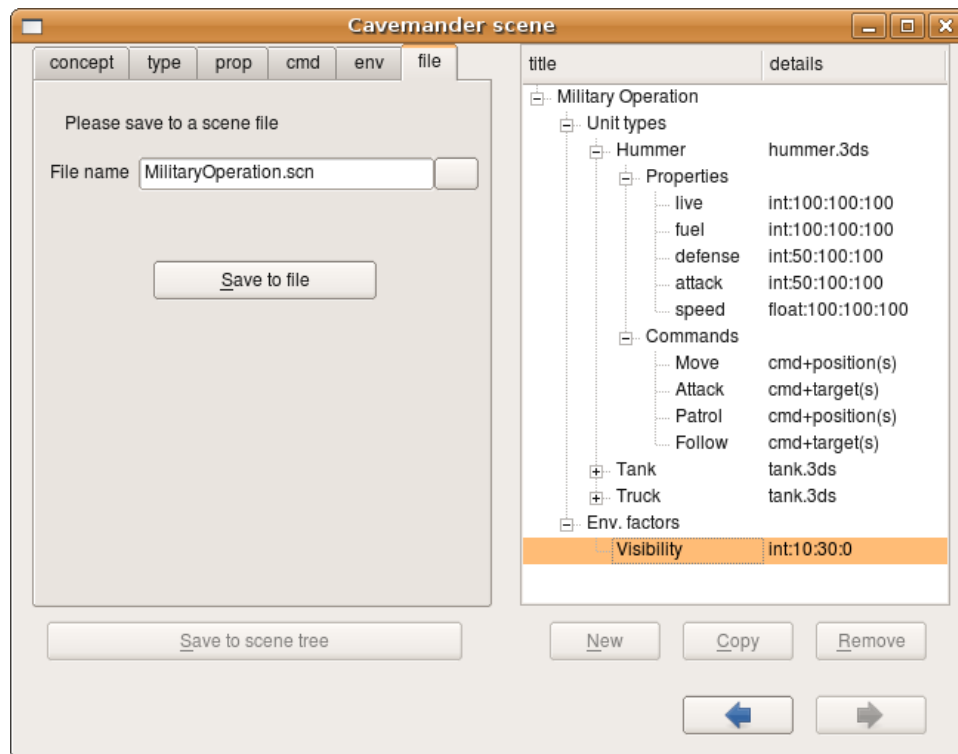 Cavemander scene
concept type prop cmd env file
Please save to a scene file
File name MilitaryOperation.scn
Save to file
Save to scene tree
title details
Military Operation
Unit types
Hummer hummer.3ds
Properties
live int:100:100:100
fuel int:100:100:100
defense int:50:100:100
attack int:50:100:100
speed float:100:100:100
Commands
Move cmd+position(s)
Attack cmd+target(s)
Patrol cmd+position(s)
Follow cmd+target(s)
Tank tank.3ds
Truck tank.3ds
Env. factors
Visibility int:10:30:0
New Copy Remove